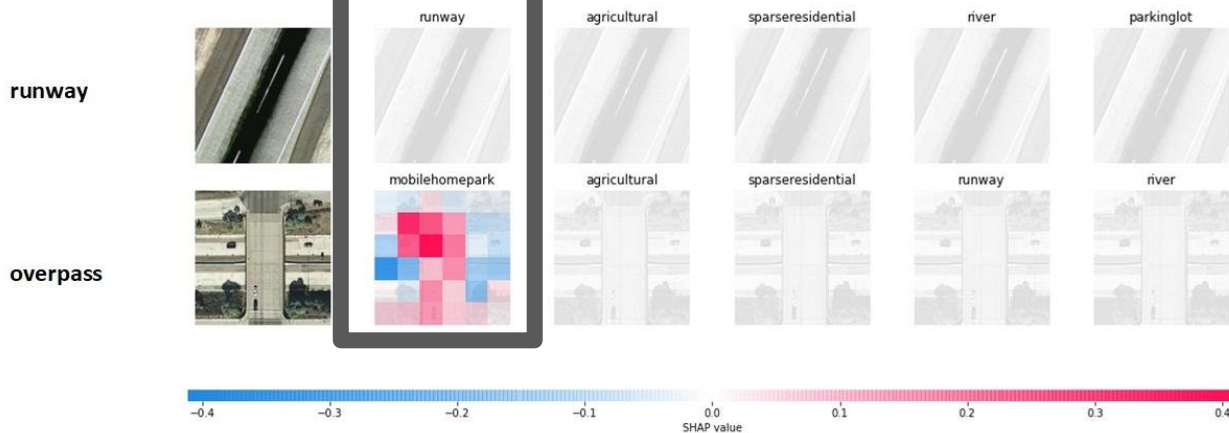 runway agricultural sparseresidential river parkinglot
runway
mobilehomepark agricultural sparseresidential runway river
overpass
−0.4 −0.3 −0.2 −0.1 0.0 0.1 0.2 0.3 0.4
SHAP value